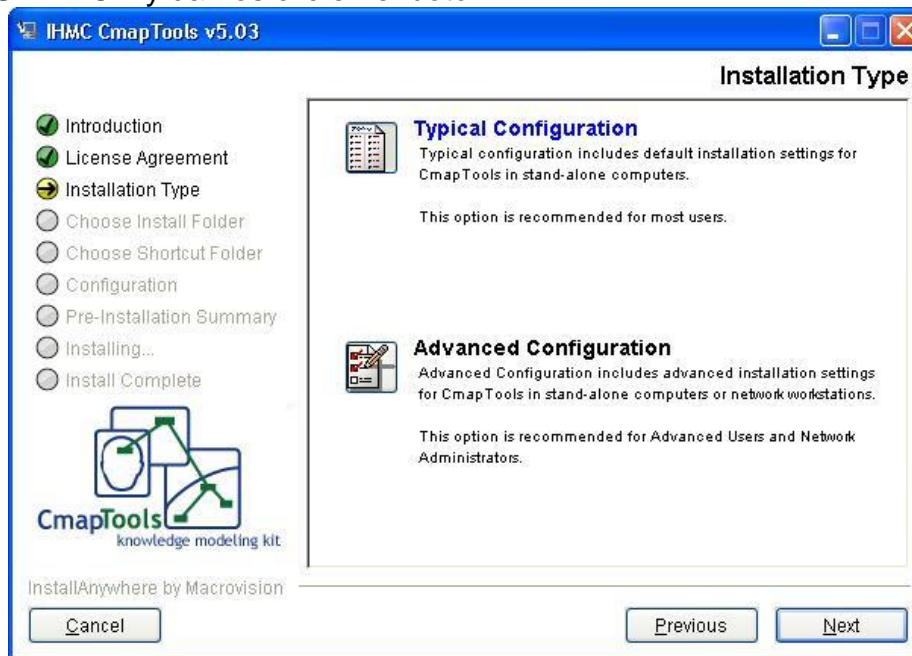 IHMC CmapTools v5.03
Installation Type
Introduction
License Agreement
Installation Type
Choose Install Folder
Choose Shortcut Folder
Configuration
Pre-Installation Summary
Installing...
Install Complete
CmapTools
knowledge modeling kit
Typical Configuration
Typical configuration includes default installation settings for
CmapTools in stand-alone computers.
This option is recommended for most users.
Advanced Configuration
Advanced Configuration includes advanced installation settings
for CmapTools in stand-alone computers or network workstations.
This option is recommended for Advanced Users and Network
Administrators.
InstallAnywhere by Macrovision
Cancel
Previous
Next